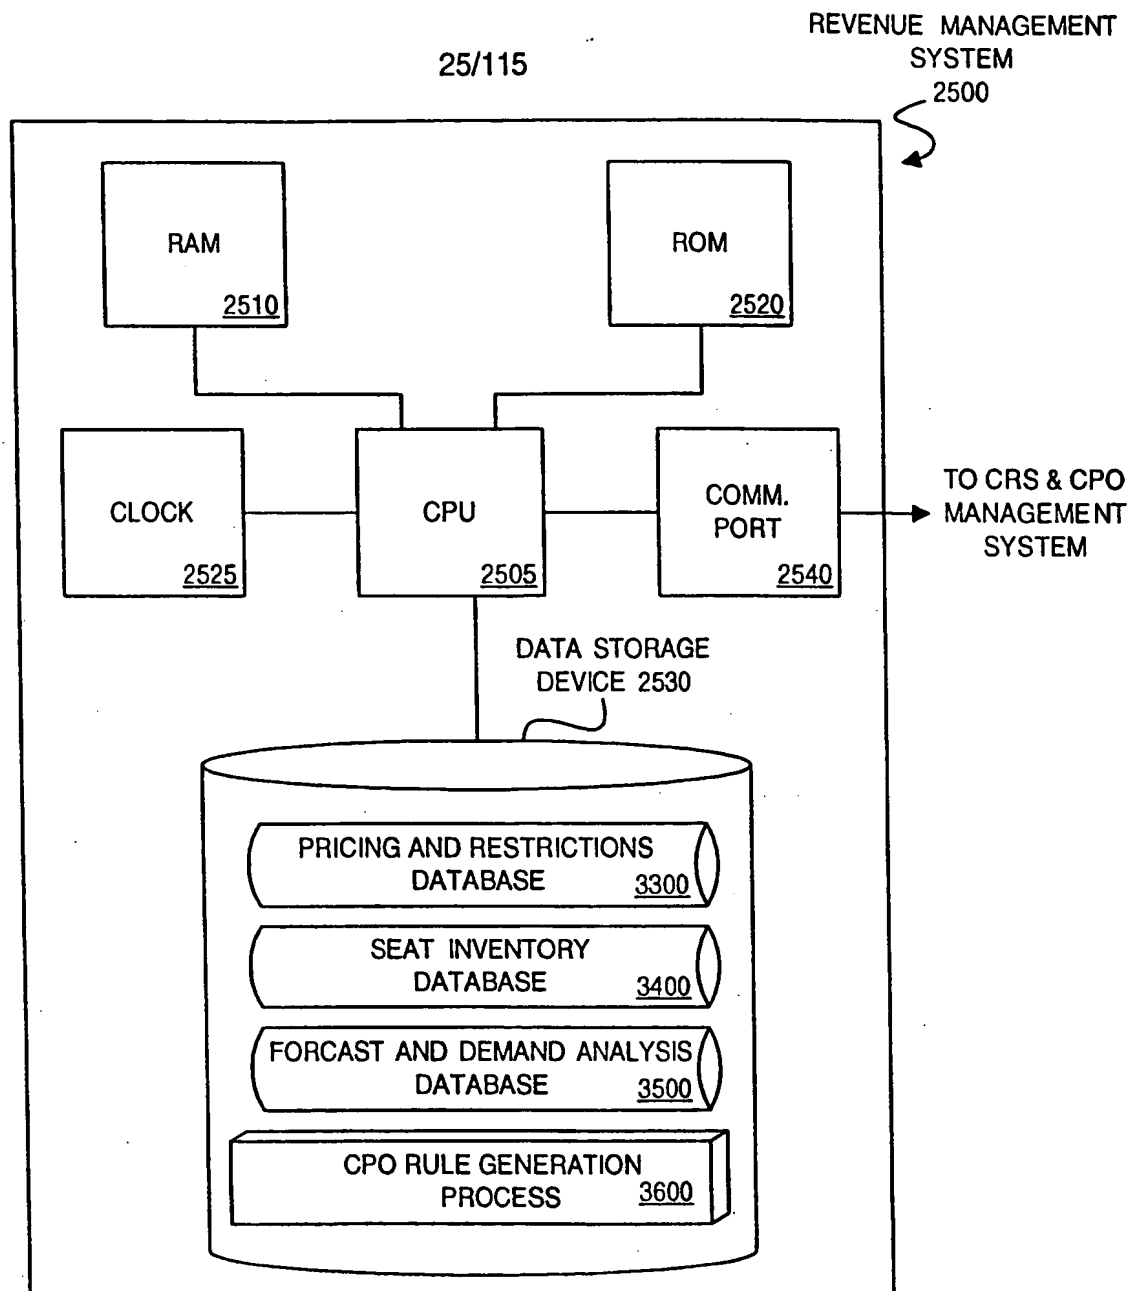 25/115
REVENUE MANAGEMENT
SYSTEM
2500
RAM
2510
ROM
2520
CLOCK
2525
CPU
2505
COMM.
PORT
2540
TO CRS & CPO
MANAGEMENT
SYSTEM
DATA STORAGE
DEVICE 2530
PRICING AND RESTRICTIONS
DATABASE
3300
SEAT INVENTORY
DATABASE
3400
FORCAST AND DEMAND ANALYSIS
DATABASE
3500
CPO RULE GENERATION
PROCESS
3600